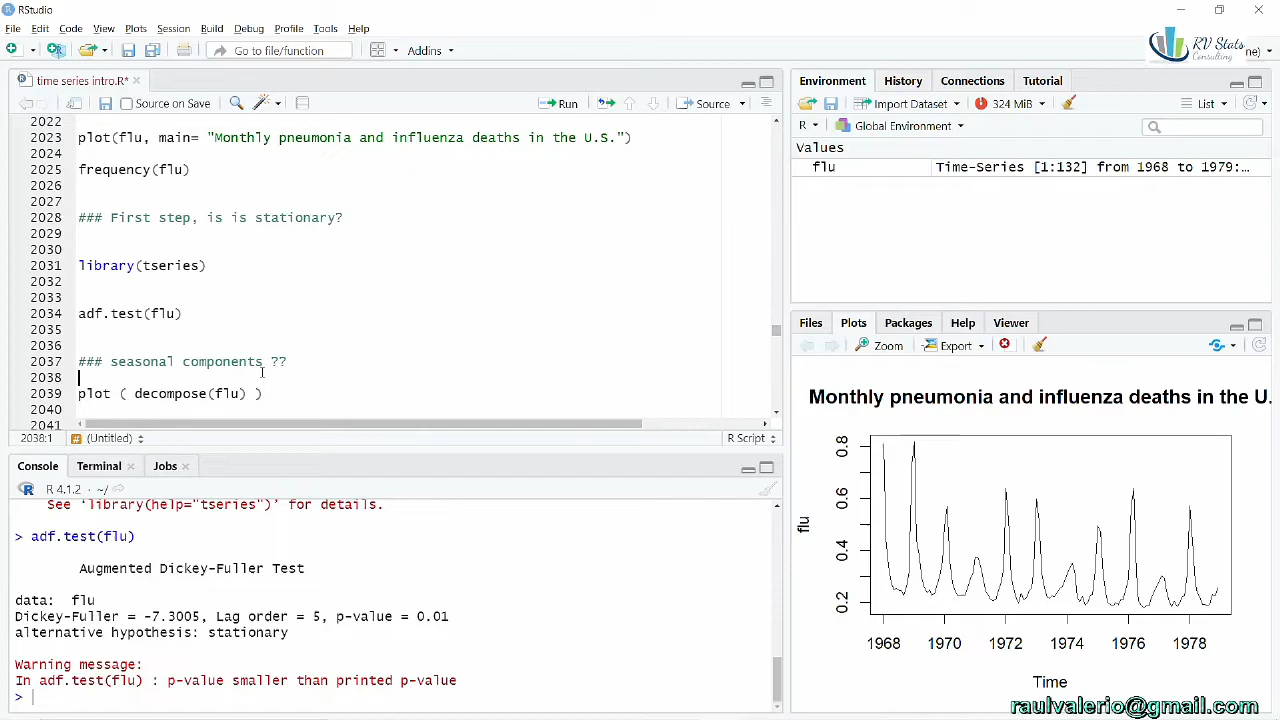 RStudio
File Edit Code View Plots Session Build Debug Profile Tools Help
Go to file/function Addins
RV Stats
Consulting
ne)
time series intro.R*
Source on Save Run Source
2022
2023 plot(flu, main= "Monthly pneumonia and influenza deaths in the U.S.")
2024
2025 frequency(flu)
2026
2027
2028 ### First step, is is stationary?
2029
2030
2031 library(tseries)
2032
2033
2034 adf.test(flu)
2035
2036
2037 ### seasonal components ??
2038
2039 plot ( decompose(flu) )
2040
2041
2038:1 (Untitled) R Script
Console Terminal Jobs
R 4.1.2 · ~/
See ‘library(help="tseries")’ for details.
> adf.test(flu)
Augmented Dickey-Fuller Test
data: flu
Dickey-Fuller = -7.3005, Lag order = 5, p-value = 0.01
alternative hypothesis: stationary
Warning message:
In adf.test(flu) : p-value smaller than printed p-value
>
Environment History Connections Tutorial
Import Dataset 324 MiB List
R Global Environment
Values
flu Time-Series [1:132] from 1968 to 1979:…
Files Plots Packages Help Viewer
Zoom Export
Monthly pneumonia and influenza deaths in the U.
0.8
0.6
0.4
0.2
flu
1968 1970 1972 1974 1976 1978
Time
raulvalerio@gmail.com